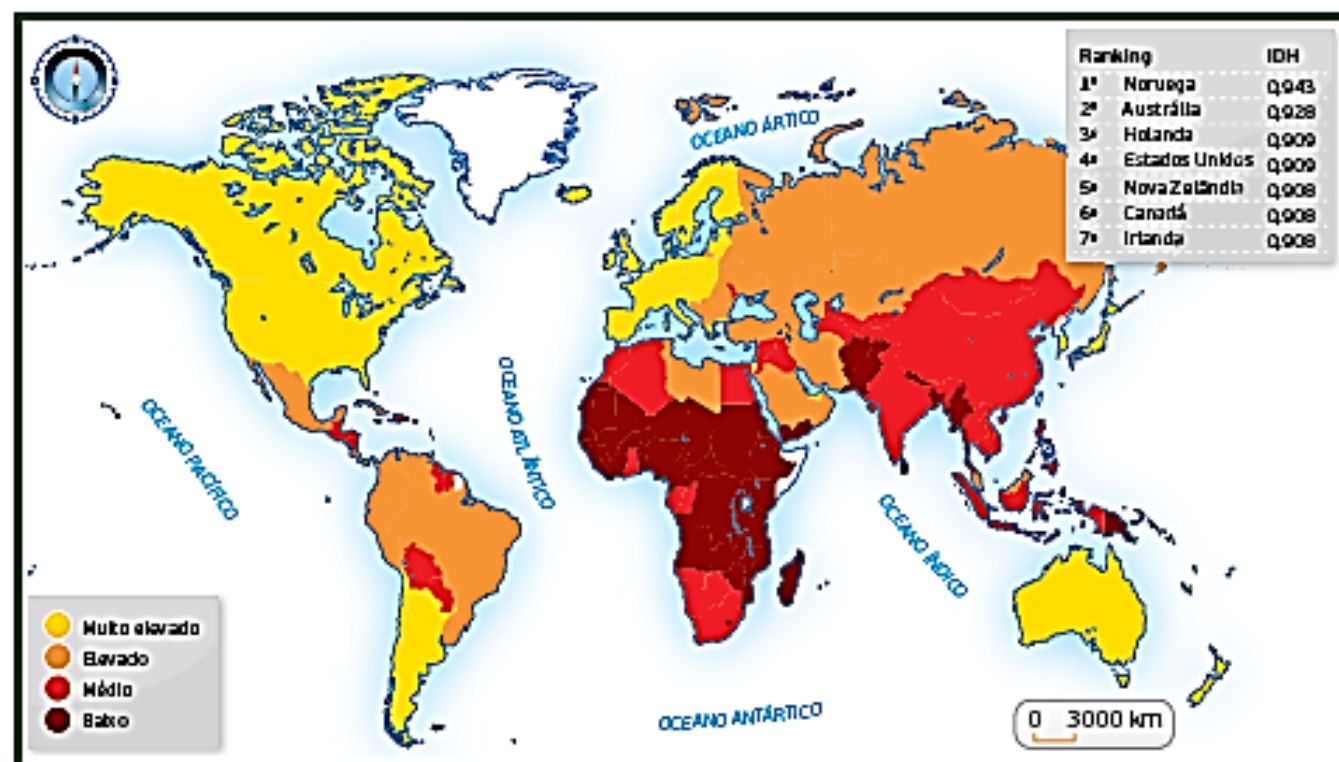 Ranking IDH
1º Noruega 0,943
2º Austrália 0,928
3º Holanda 0,909
4º Estados Unidos 0,909
5º Nova Zelândia 0,908
6º Canadá 0,908
7º Irlanda 0,908
OCEANO ÁRTICO
OCEANO PACÍFICO
OCEANO ATLÂNTICO
OCEANO ÍNDICO
Muito elevado
Elevado
Médio
Baixo
OCEANO ANTÁRTICO
0 3000 km